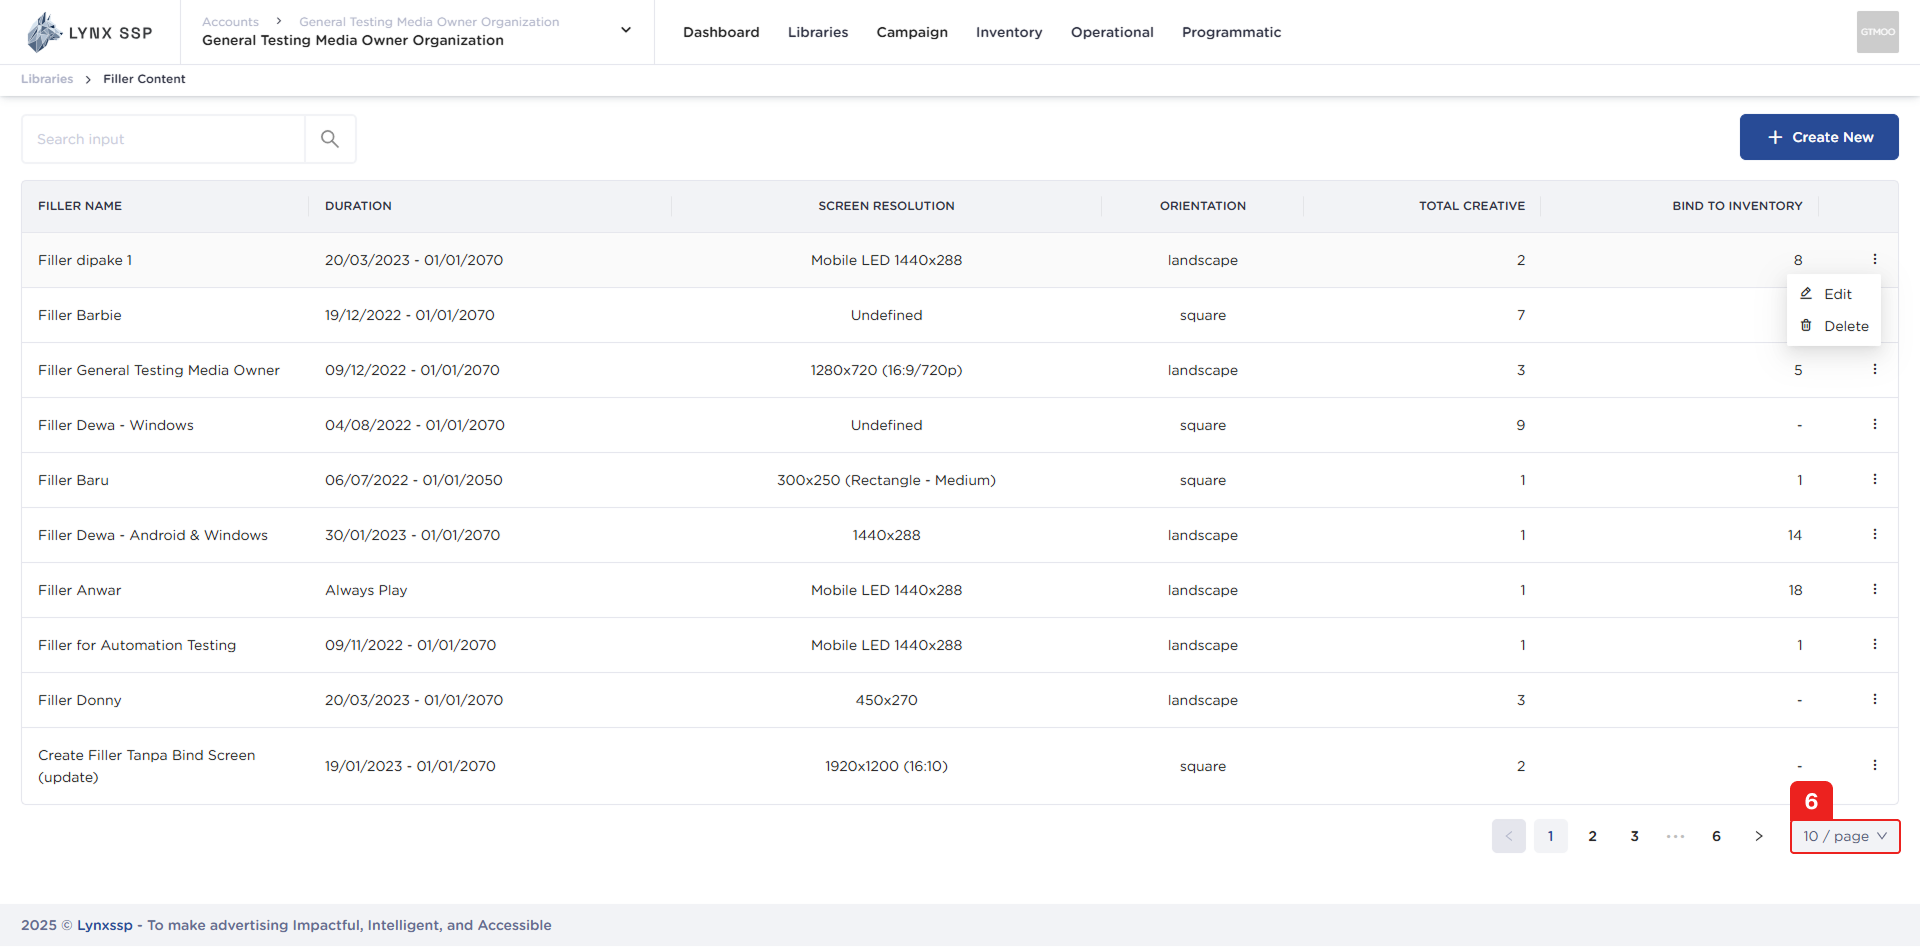 LYNX SSP
Accounts > General Testing Media Owner Organization
General Testing Media Owner Organization
Dashboard Libraries Campaign Inventory Operational Programmatic
GTMOO
Libraries > Filler Content
Search input
+ Create New
FILLER NAME DURATION SCREEN RESOLUTION ORIENTATION TOTAL CREATIVE BIND TO INVENTORY
Filler dipake 1 20/03/2023 - 01/01/2070 Mobile LED 1440x288 landscape 2 8
Edit
Filler Barbie 19/12/2022 - 01/01/2070 Undefined square 7
Delete
Filler General Testing Media Owner 09/12/2022 - 01/01/2070 1280x720 (16:9/720p) landscape 3 5
Filler Dewa - Windows 04/08/2022 - 01/01/2070 Undefined square 9 -
Filler Baru 06/07/2022 - 01/01/2050 300x250 (Rectangle - Medium) square 1 1
Filler Dewa - Android & Windows 30/01/2023 - 01/01/2070 1440x288 landscape 1 14
Filler Anwar Always Play Mobile LED 1440x288 landscape 1 18
Filler for Automation Testing 09/11/2022 - 01/01/2070 Mobile LED 1440x288 landscape 1 1
Filler Donny 20/03/2023 - 01/01/2070 450x270 landscape 3 -
Create Filler Tanpa Bind Screen
(update) 19/01/2023 - 01/01/2070 1920x1200 (16:10) square 2 -
6
< 1 2 3 ••• 6 > 10 / page
2025 © Lynxssp - To make advertising Impactful, Intelligent, and Accessible